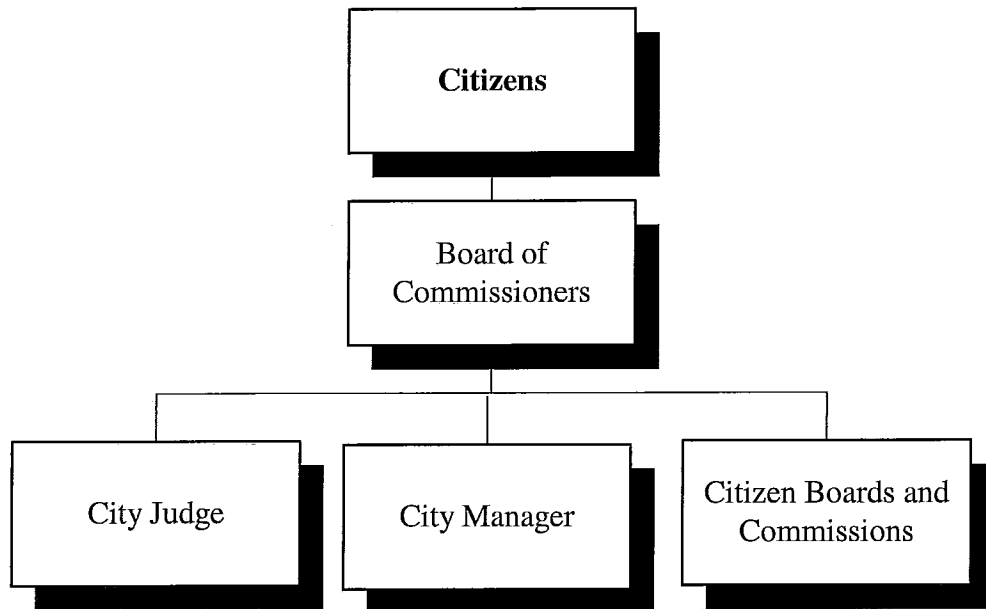 Citizens
Board of
Commissioners
City Judge
City Manager
Citizen Boards and
Commissions